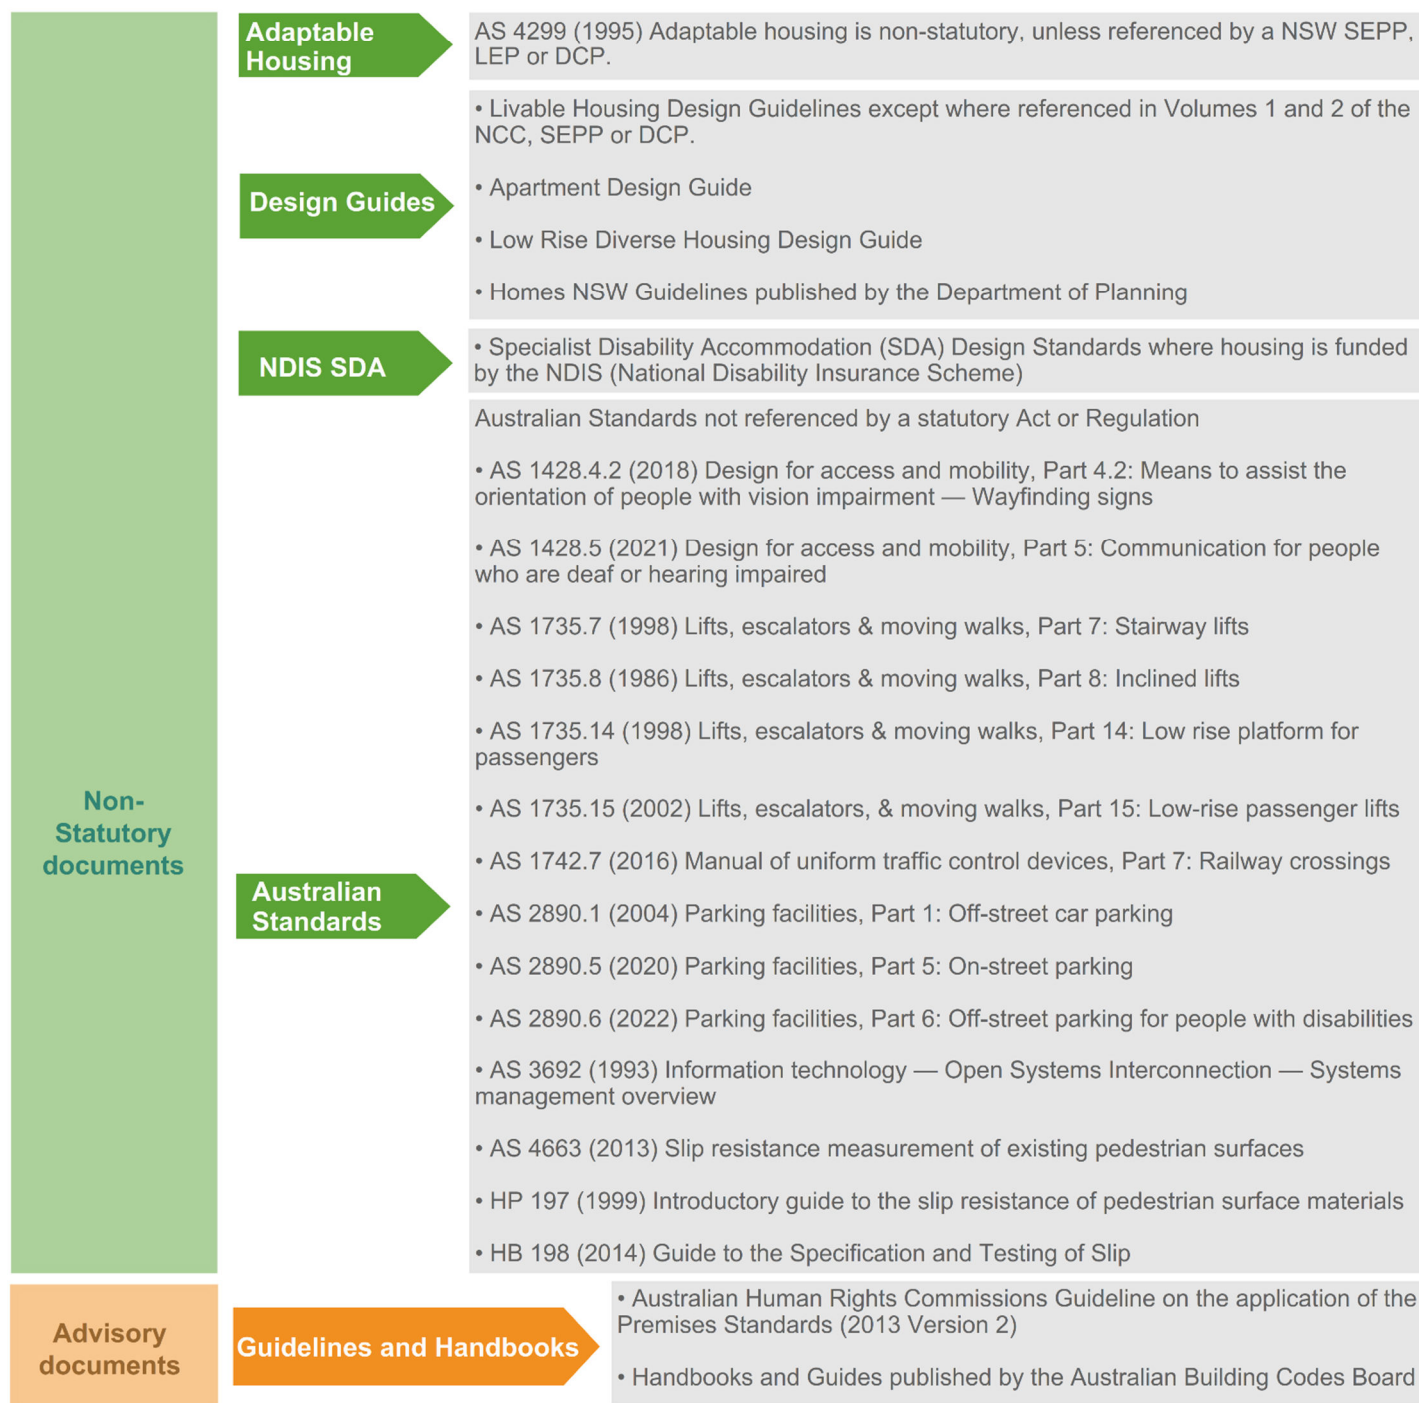 Adaptable
Housing
AS 4299 (1995) Adaptable housing is non-statutory, unless referenced by a NSW SEPP,
LEP or DCP.
Design Guides
• Livable Housing Design Guidelines except where referenced in Volumes 1 and 2 of the
NCC, SEPP or DCP.
• Apartment Design Guide
• Low Rise Diverse Housing Design Guide
• Homes NSW Guidelines published by the Department of Planning
NDIS SDA
• Specialist Disability Accommodation (SDA) Design Standards where housing is funded
by the NDIS (National Disability Insurance Scheme)
Non-
Statutory
documents
Australian
Standards
Australian Standards not referenced by a statutory Act or Regulation
• AS 1428.4.2 (2018) Design for access and mobility, Part 4.2: Means to assist the
orientation of people with vision impairment — Wayfinding signs
• AS 1428.5 (2021) Design for access and mobility, Part 5: Communication for people
who are deaf or hearing impaired
• AS 1735.7 (1998) Lifts, escalators & moving walks, Part 7: Stairway lifts
• AS 1735.8 (1986) Lifts, escalators & moving walks, Part 8: Inclined lifts
• AS 1735.14 (1998) Lifts, escalators & moving walks, Part 14: Low rise platform for
passengers
• AS 1735.15 (2002) Lifts, escalators, & moving walks, Part 15: Low-rise passenger lifts
• AS 1742.7 (2016) Manual of uniform traffic control devices, Part 7: Railway crossings
• AS 2890.1 (2004) Parking facilities, Part 1: Off-street car parking
• AS 2890.5 (2020) Parking facilities, Part 5: On-street parking
• AS 2890.6 (2022) Parking facilities, Part 6: Off-street parking for people with disabilities
• AS 3692 (1993) Information technology — Open Systems Interconnection — Systems
management overview
• AS 4663 (2013) Slip resistance measurement of existing pedestrian surfaces
• HP 197 (1999) Introductory guide to the slip resistance of pedestrian surface materials
• HB 198 (2014) Guide to the Specification and Testing of Slip
Advisory
documents
Guidelines and Handbooks
• Australian Human Rights Commissions Guideline on the application of the
Premises Standards (2013 Version 2)
• Handbooks and Guides published by the Australian Building Codes Board